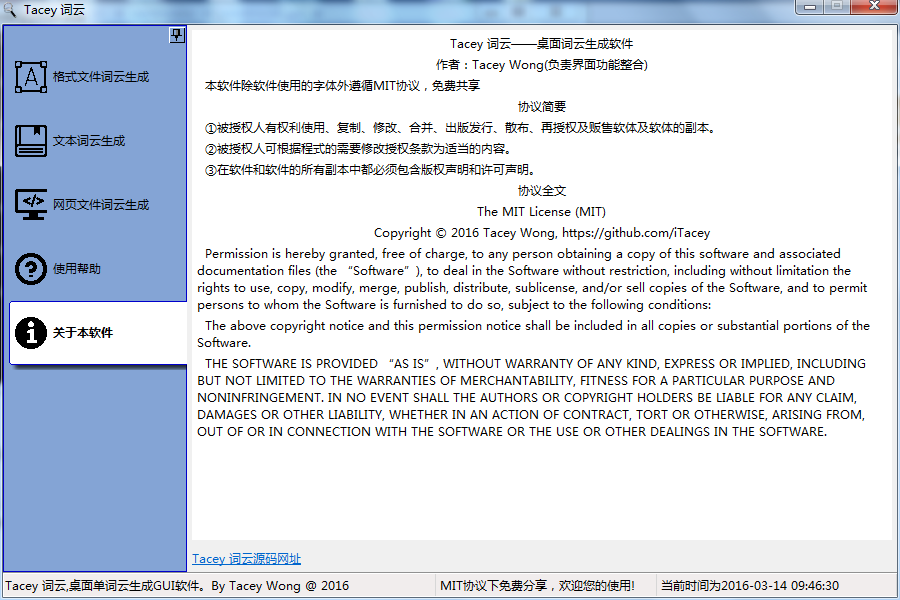 Tacey 词云
格式文件词云生成
文本词云生成
网页文件词云生成
使用帮助
关于本软件
Tacey 词云——桌面词云生成软件
作者：Tacey Wong(负责界面功能整合)
本软件除软件使用的字体外遵循MIT协议，免费共享
协议简要
①被授权人有权利使用、复制、修改、合并、出版发行、散布、再授权及贩售软体及软体的副本。
②被授权人可根据程式的需要修改授权条款为适当的内容。
③在软件和软件的所有副本中都必须包含版权声明和许可声明。
协议全文
The MIT License (MIT)
Copyright © 2016 Tacey Wong, https://github.com/iTacey
Permission is hereby granted, free of charge, to any person obtaining a copy of this software and associated
documentation files (the “Software”), to deal in the Software without restriction, including without limitation the
rights to use, copy, modify, merge, publish, distribute, sublicense, and/or sell copies of the Software, and to permit
persons to whom the Software is furnished to do so, subject to the following conditions:
The above copyright notice and this permission notice shall be included in all copies or substantial portions of the
Software.
THE SOFTWARE IS PROVIDED “AS IS”, WITHOUT WARRANTY OF ANY KIND, EXPRESS OR IMPLIED, INCLUDING
BUT NOT LIMITED TO THE WARRANTIES OF MERCHANTABILITY, FITNESS FOR A PARTICULAR PURPOSE AND
NONINFRINGEMENT. IN NO EVENT SHALL THE AUTHORS OR COPYRIGHT HOLDERS BE LIABLE FOR ANY CLAIM,
DAMAGES OR OTHER LIABILITY, WHETHER IN AN ACTION OF CONTRACT, TORT OR OTHERWISE, ARISING FROM,
OUT OF OR IN CONNECTION WITH THE SOFTWARE OR THE USE OR OTHER DEALINGS IN THE SOFTWARE.
Tacey 词云源码网址
Tacey 词云,桌面单词云生成GUI软件。By Tacey Wong @ 2016
MIT协议下免费分享，欢迎您的使用!
当前时间为2016-03-14 09:46:30